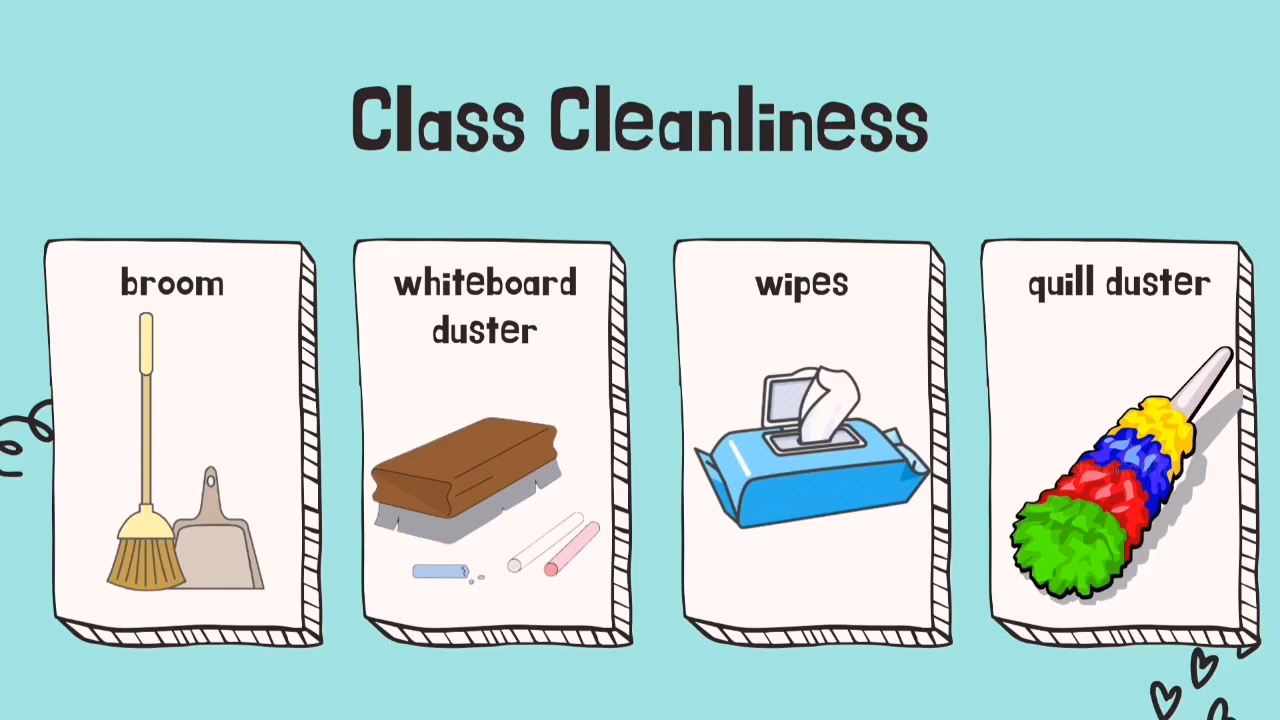 Class Cleanliness
broom
whiteboard
duster
wipes
quill duster